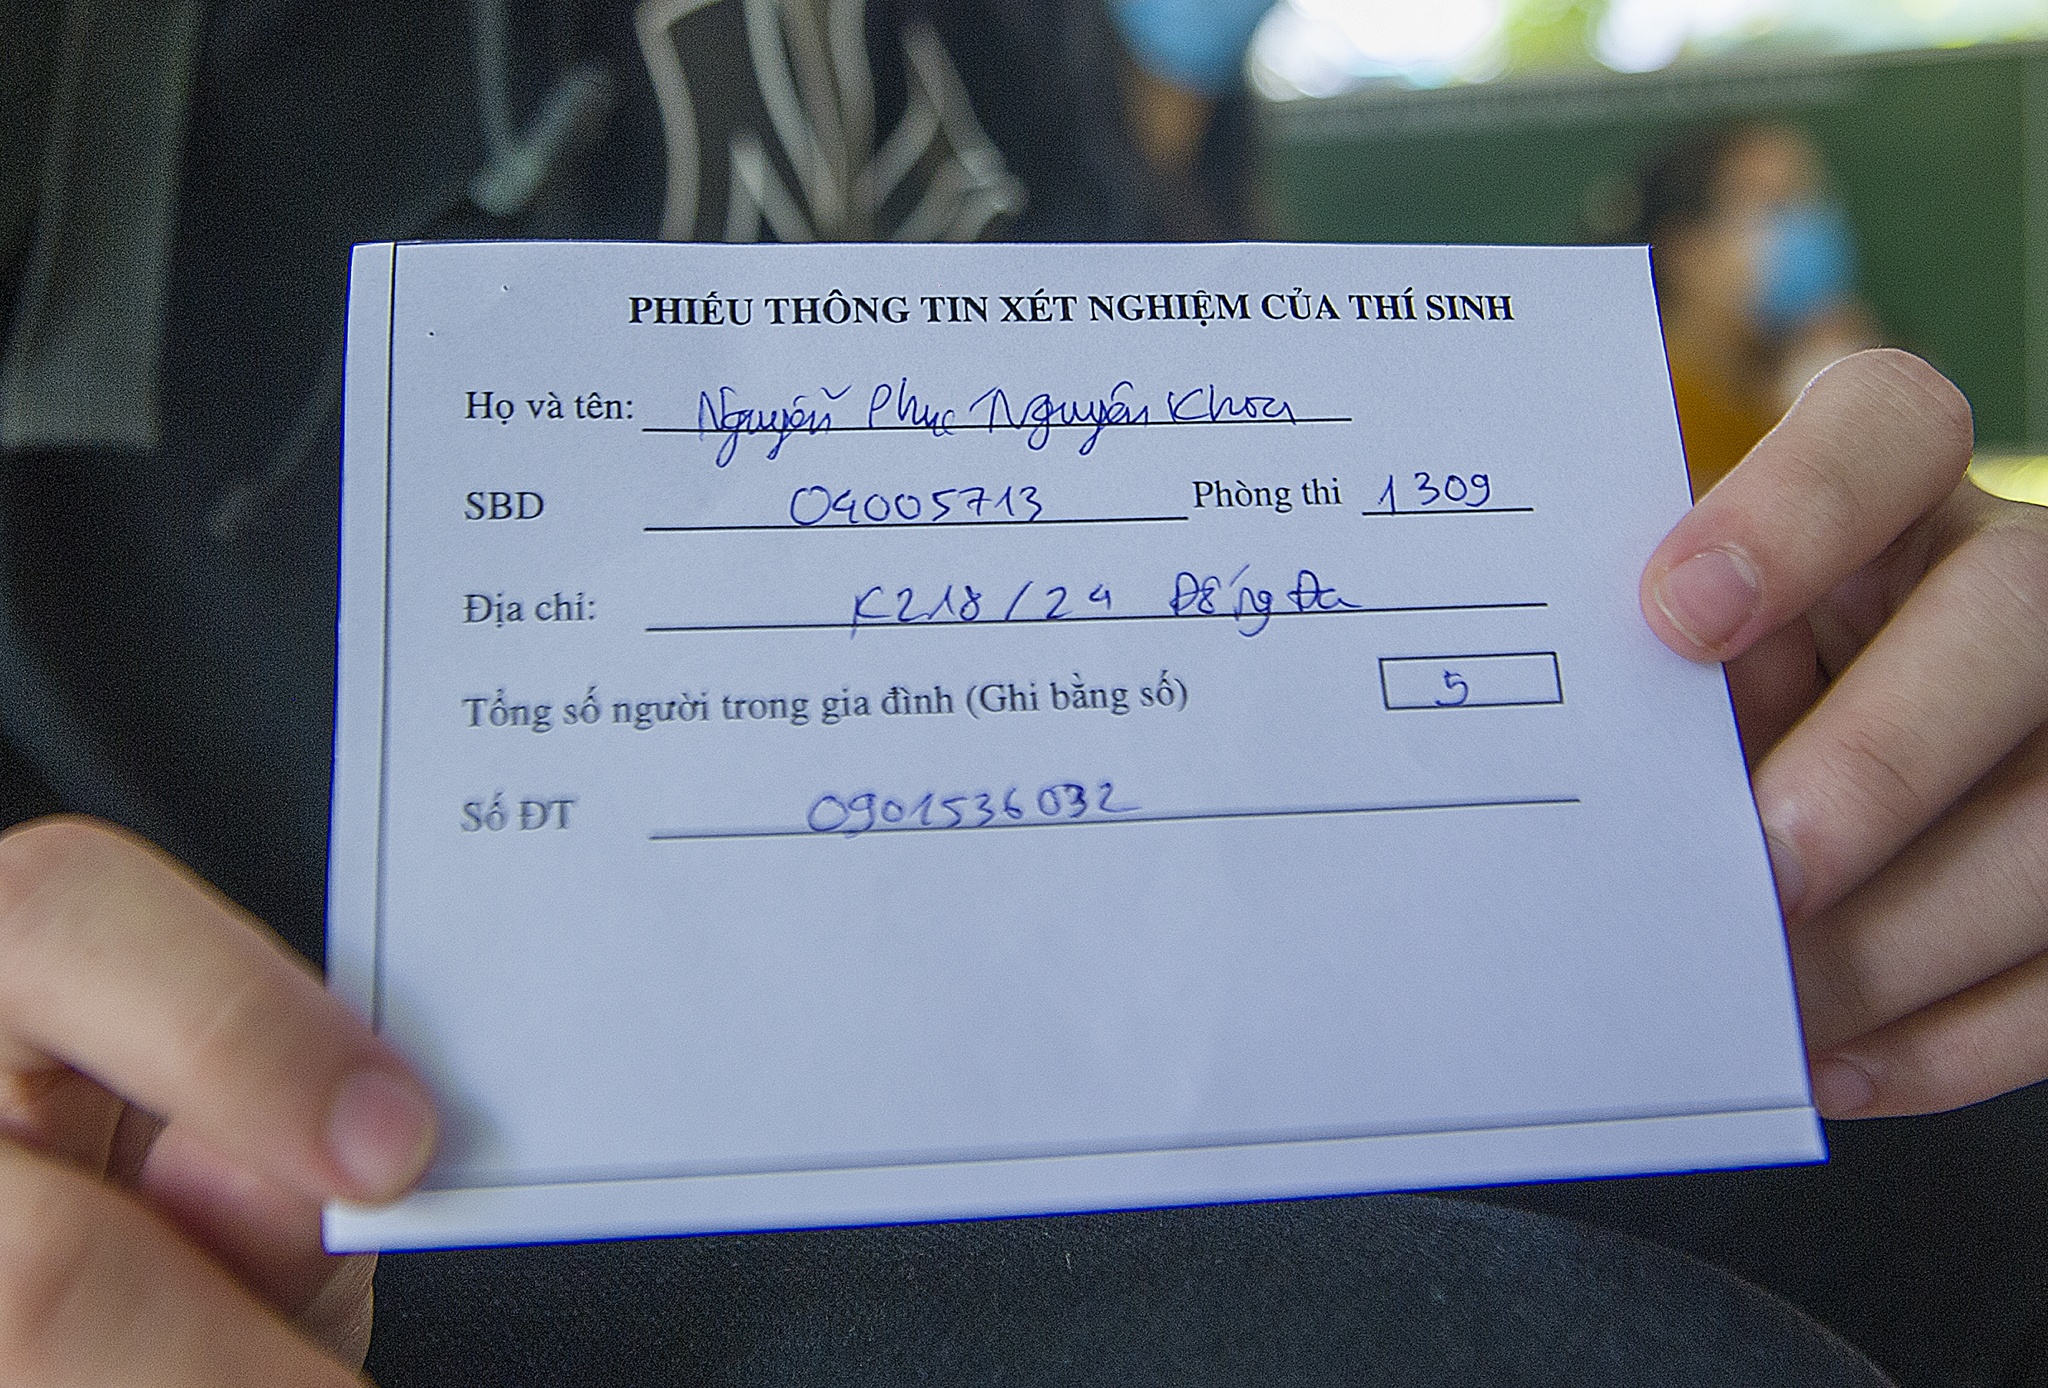 PHIẾU THÔNG TIN XÉT NGHIỆM CỦA THÍ SINH
Họ và tên: Nguyễn Phục Nguyên Khoa
SBD 04005713 Phòng thi 1309
Địa chỉ: K218/24 Đống Đa
Tổng số người trong gia đình (Ghi bằng số) 5
Số ĐT 0901536032